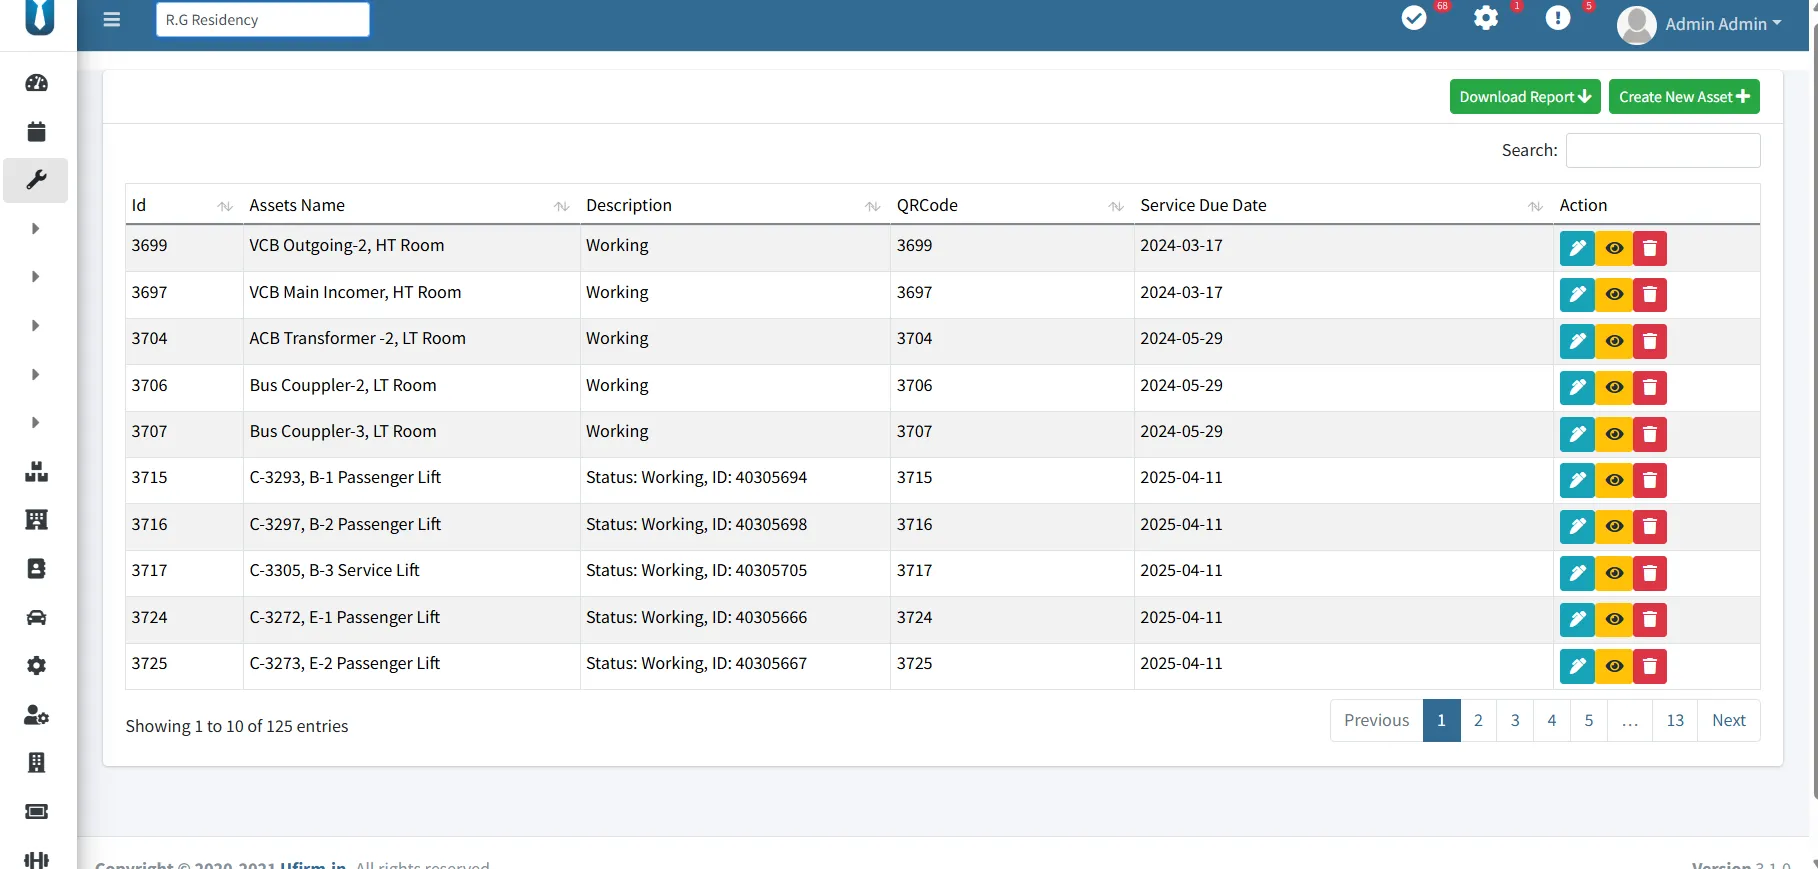 R.G Residency
68
1
5
Admin Admin
Download Report
Create New Asset
Search:
Id Assets Name Description QRCode Service Due Date Action
3699 VCB Outgoing-2, HT Room Working 3699 2024-03-17
3697 VCB Main Incomer, HT Room Working 3697 2024-03-17
3704 ACB Transformer -2, LT Room Working 3704 2024-05-29
3706 Bus Couppler-2, LT Room Working 3706 2024-05-29
3707 Bus Couppler-3, LT Room Working 3707 2024-05-29
3715 C-3293, B-1 Passenger Lift Status: Working, ID: 40305694 3715 2025-04-11
3716 C-3297, B-2 Passenger Lift Status: Working, ID: 40305698 3716 2025-04-11
3717 C-3305, B-3 Service Lift Status: Working, ID: 40305705 3717 2025-04-11
3724 C-3272, E-1 Passenger Lift Status: Working, ID: 40305666 3724 2025-04-11
3725 C-3273, E-2 Passenger Lift Status: Working, ID: 40305667 3725 2025-04-11
Showing 1 to 10 of 125 entries
Previous 1 2 3 4 5 … 13 Next
Copyright © 2020-2021 Ufirm.in. All rights reserved
Version 3.1.0